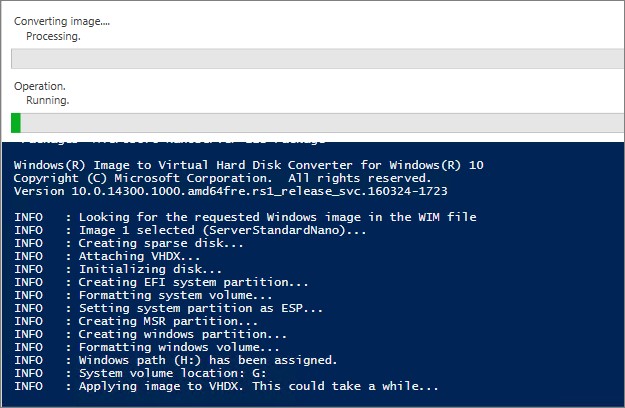 Converting image....
Processing.
Operation.
Running.
Windows(R) Image to Virtual Hard Disk Converter for Windows(R) 10
Copyright (C) Microsoft Corporation.  All rights reserved.
Version 10.0.14300.1000.amd64fre.rs1_release_svc.160324-1723
INFO   : Looking for the requested Windows image in the WIM file
INFO   : Image 1 selected (ServerStandardNano)...
INFO   : Creating sparse disk...
INFO   : Attaching VHDX...
INFO   : Initializing disk...
INFO   : Creating EFI system partition...
INFO   : Formatting system volume...
INFO   : Setting system partition as ESP...
INFO   : Creating MSR partition...
INFO   : Creating windows partition...
INFO   : Formatting windows volume...
INFO   : Windows path (H:) has been assigned.
INFO   : System volume location: G:
INFO   : Applying image to VHDX. This could take a while...